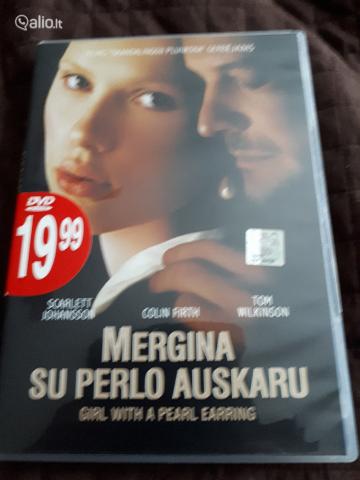 alio.lt
DVD
19.99
SCARLETT
JOHANSSON
COLIN FIRTH
TOM
WILKINSON
MERGINA
SU PERLO AUSKARU
GIRL WITH A PEARL EARRING